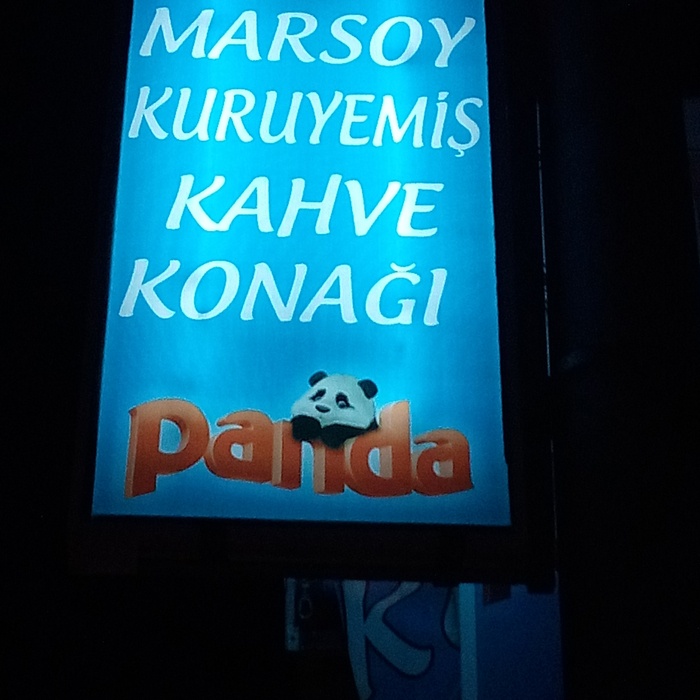 MARSOY
KURUYEMİŞ
KAHVE
KONAĞI
panda